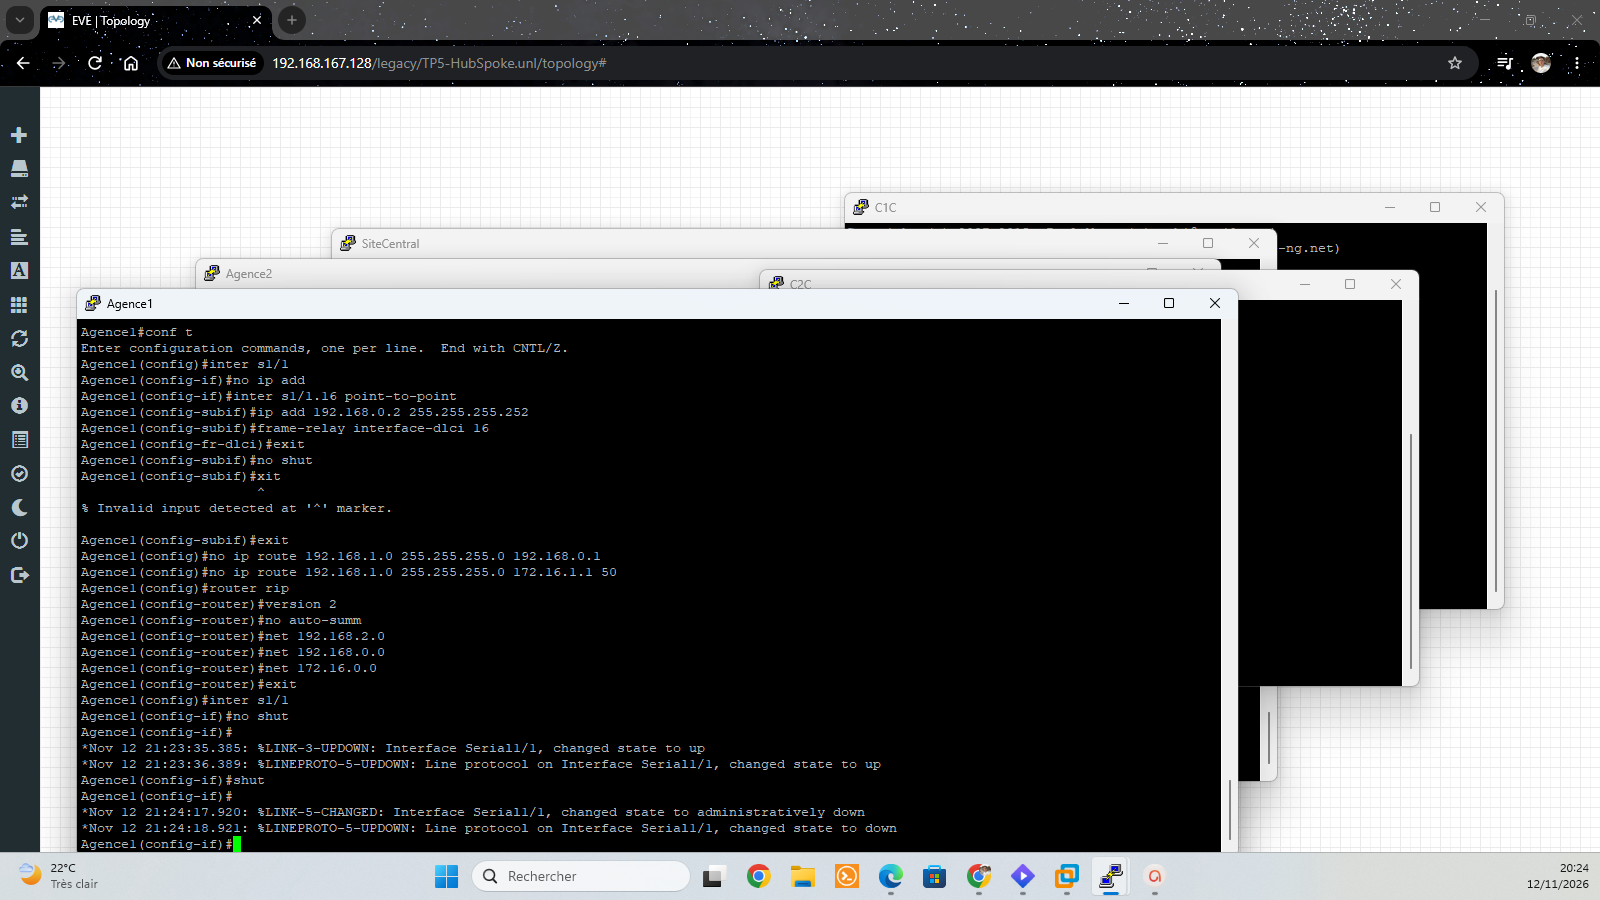 EVE | Topology
Non sécurisé
192.168.167.128/legacy/TP5-HubSpoke.unl/topology#
C1C
-ng.net)
SiteCentral
Agence2
C2C
Agence1
Agence1#conf t
Enter configuration commands, one per line.  End with CNTL/Z.
Agence1(config)#inter s1/1
Agence1(config-if)#no ip add
Agence1(config-if)#inter s1/1.16 point-to-point
Agence1(config-subif)#ip add 192.168.0.2 255.255.255.252
Agence1(config-subif)#frame-relay interface-dlci 16
Agence1(config-fr-dlci)#exit
Agence1(config-subif)#no shut
Agence1(config-subif)#xit
^
% Invalid input detected at '^' marker.
Agence1(config-subif)#exit
Agence1(config)#no ip route 192.168.1.0 255.255.255.0 192.168.0.1
Agence1(config)#no ip route 192.168.1.0 255.255.255.0 172.16.1.1 50
Agence1(config)#router rip
Agence1(config-router)#version 2
Agence1(config-router)#no auto-summ
Agence1(config-router)#net 192.168.2.0
Agence1(config-router)#net 192.168.0.0
Agence1(config-router)#net 172.16.0.0
Agence1(config-router)#exit
Agence1(config)#inter s1/1
Agence1(config-if)#no shut
Agence1(config-if)#
*Nov 12 21:23:35.385: %LINK-3-UPDOWN: Interface Serial1/1, changed state to up
*Nov 12 21:23:36.389: %LINEPROTO-5-UPDOWN: Line protocol on Interface Serial1/1, changed state to up
Agence1(config-if)#shut
Agence1(config-if)#
*Nov 12 21:24:17.920: %LINK-5-CHANGED: Interface Serial1/1, changed state to administratively down
*Nov 12 21:24:18.921: %LINEPROTO-5-UPDOWN: Line protocol on Interface Serial1/1, changed state to down
Agence1(config-if)#
22°C
Très clair
Rechercher
20:24
12/11/2026